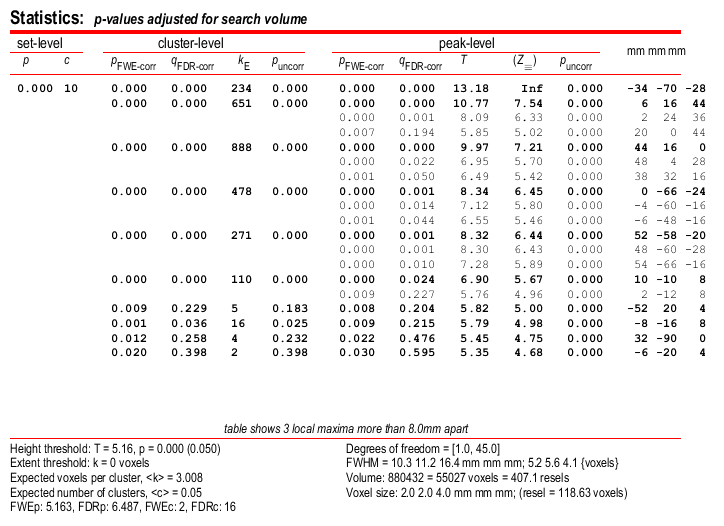 Statistics: p-values adjusted for search volume
set-level cluster-level peak-level mm mm mm
p c pFWE-corr qFDR-corr kE puncorr pFWE-corr qFDR-corr T (Z≡) puncorr
0.000 10 0.000 0.000 234 0.000 0.000 0.000 13.18 Inf 0.000 -34 -70 -28
0.000 0.000 651 0.000 0.000 0.000 10.77 7.54 0.000 6 16 44
0.000 0.001 8.09 6.33 0.000 2 24 36
0.007 0.194 5.85 5.02 0.000 20 0 44
0.000 0.000 888 0.000 0.000 0.000 9.97 7.21 0.000 44 16 0
0.000 0.022 6.95 5.70 0.000 48 4 28
0.001 0.050 6.49 5.42 0.000 38 32 16
0.000 0.000 478 0.000 0.000 0.001 8.34 6.45 0.000 0 -66 -24
0.000 0.014 7.12 5.80 0.000 -4 -60 -16
0.001 0.044 6.55 5.46 0.000 -6 -48 -16
0.000 0.000 271 0.000 0.000 0.001 8.32 6.44 0.000 52 -58 -20
0.000 0.001 8.30 6.43 0.000 48 -60 -28
0.000 0.010 7.28 5.89 0.000 54 -66 -16
0.000 0.000 110 0.000 0.000 0.024 6.90 5.67 0.000 10 -10 8
0.009 0.227 5.76 4.96 0.000 2 -12 8
0.009 0.229 5 0.183 0.008 0.204 5.82 5.00 0.000 -52 20 4
0.001 0.036 16 0.025 0.009 0.215 5.79 4.98 0.000 -8 -16 8
0.012 0.258 4 0.232 0.022 0.476 5.45 4.75 0.000 32 -90 0
0.020 0.398 2 0.398 0.030 0.595 5.35 4.68 0.000 -6 -20 4
table shows 3 local maxima more than 8.0mm apart
Height threshold: T = 5.16, p = 0.000 (0.050)
Extent threshold: k = 0 voxels
Expected voxels per cluster, <k> = 3.008
Expected number of clusters, <c> = 0.05
FWEp: 5.163, FDRp: 6.487, FWEc: 2, FDRc: 16
Degrees of freedom = [1.0, 45.0]
FWHM = 10.3 11.2 16.4 mm mm mm; 5.2 5.6 4.1 {voxels}
Volume: 880432 = 55027 voxels = 407.1 resels
Voxel size: 2.0 2.0 4.0 mm mm mm; (resel = 118.63 voxels)